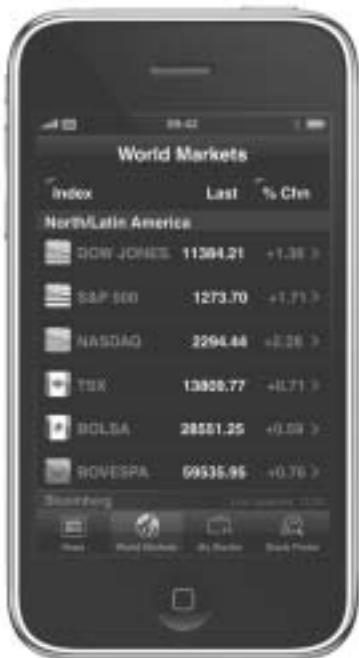 09:42
World Markets
Index Last % Chn
North/Latin America
DOW JONES 11384.21 +1.36
S&P 500 1273.70 +1.71
NASDAQ 2294.44 +2.28
TSX 13809.77 +0.71
BOLSA 28551.25 +0.59
BOVESPA 59535.95 +0.76
Bloomberg
News World Markets My Stocks Stock Finder